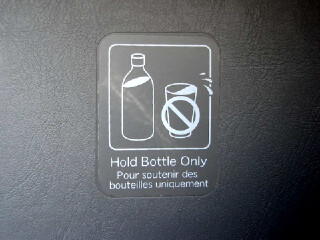 Hold Bottle Only
Pour soutenir des
bouteilles uniquement